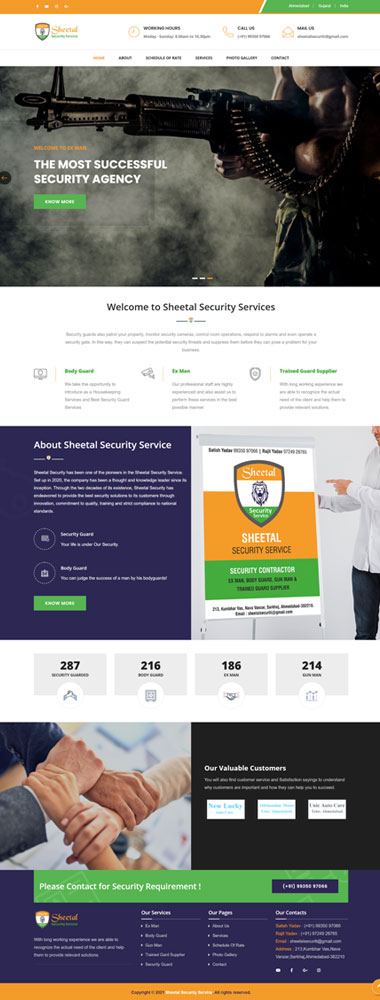 Ahmedabad Gujarat India
Sheetal
Security Service
WORKING HOURS
Monday - Sunday: 9.00am to 10.00pm
CALL US
(+91) 99350 97066
MAIL US
sheetalsecuriti@gmail.com
HOME ABOUT SCHEDULE OF RATE SERVICES PHOTO GALLERY CONTACT
WELCOME TO EX MAN
THE MOST SUCCESSFUL
SECURITY AGENCY
KNOW MORE
Welcome to Sheetal Security Services
Security guards also patrol your property, monitor security cameras, control room operations, respond to alarms and even operate a
security gate. In this way, they can suspend the potential security threats and suppress them before they can pose a problem for your
business.
Body Guard
We take this opportunity to
introduce as a Housekeeping
Services and Best Security Guard
Services
Ex Man
Our professional staff are highly
experienced and also assist us to
perform these services in the best
possible manner
Trained Guard Supplier
With long working experience we
are able to recognize the actual
need of the client and help them to
provide relevant solutions.
About Sheetal Security Service
Sheetal Security has been one of the pioneers in the Sheetal Security Service.
Set up in 2020, the company has been a thought and knowledge leader since its
inception. Through the two decades of its existence, Sheetal Security has
endeavored to provide the best security solutions to its customers through
innovation, commitment to quality, training and strict compliance to national
standards.
Security Guard
Your life is under Our Security
Body Guard
You can judge the success of a man by his bodyguards!
KNOW MORE
Satish Yadav 99350 97066 | Rajit Yadav 97249 28765
Sheetal
Security
Service
SHEETAL
SECURITY SERVICE
SECURITY CONTRACTOR
EX MAN, BODY GUARD, GUN MAN &
TRAINED GUARD SUPPLIER
213, Kumbhar Vas, Nava Vanzar, Sarkhej, Ahmedabad-382210
Email : sheetalsecuriti@gmail.com
287
SECURITY GUARDED
216
BODY GUARD
186
EX MAN
214
GUN MAN
Our Valuable Customers
You will also find customer service and Satisfaction sayings to understand
why customers are important and how they can help you to succeed.
New Lucky
Unic Auto Care
Please Contact for Security Requirement !
(+91) 99350 97066
Sheetal
Security Service
With long working experience we are able to
recognize the actual need of the client and help
them to provide relevant solutions.
Our Services
Ex Man
Body Guard
Gun Man
Trained Gard Supplier
Security Guard
Our Pages
About Us
Services
Schedule Of Rate
Photo Gallery
Contact
Our Contacts
Satish Yadav : (+91) 99350 97066
Rajit Yadav : (+91) 97249 28765
Email : sheetalsecuriti@gmail.com
Address : 213,Kumbhar Vas,Nava
Vanzar,Sarkhej,Ahmedabad-382210
Copyright © 2021 Sheetal Security Service. All rights reserved.